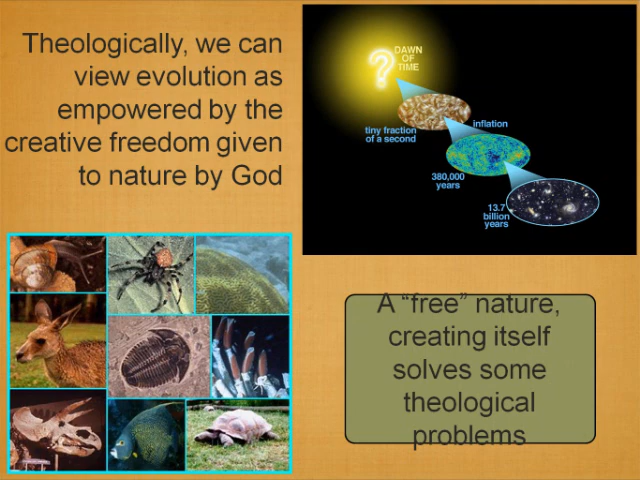 Theologically, we can
view evolution as
empowered by the
creative freedom given
to nature by God
?
DAWN
OF
TIME
tiny fraction
of a second
inflation
380,000
years
13.7
billion
years
A “free” nature,
creating itself
solves some
theological
problems